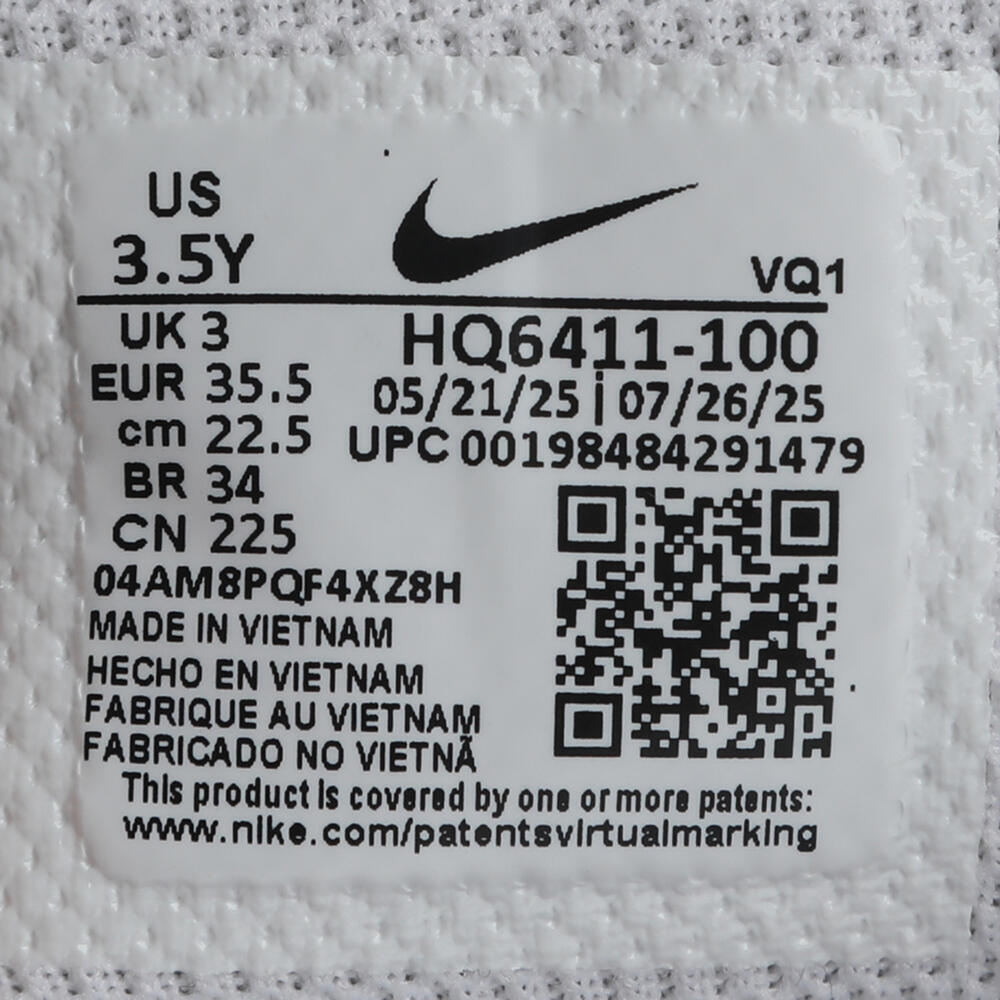 US
3.5Y
VQ1
UK 3
EUR 35.5
cm 22.5
BR 34
CN 225
HQ6411-100
05/21/25 | 07/26/25
UPC 00198484291479
04AM8PQF4XZ8H
MADE IN VIETNAM
HECHO EN VIETNAM
FABRIQUE AU VIETNAM
FABRICADO NO VIETNÃ
This product is covered by one or more patents:
www.nike.com/patentsvirtualmarking